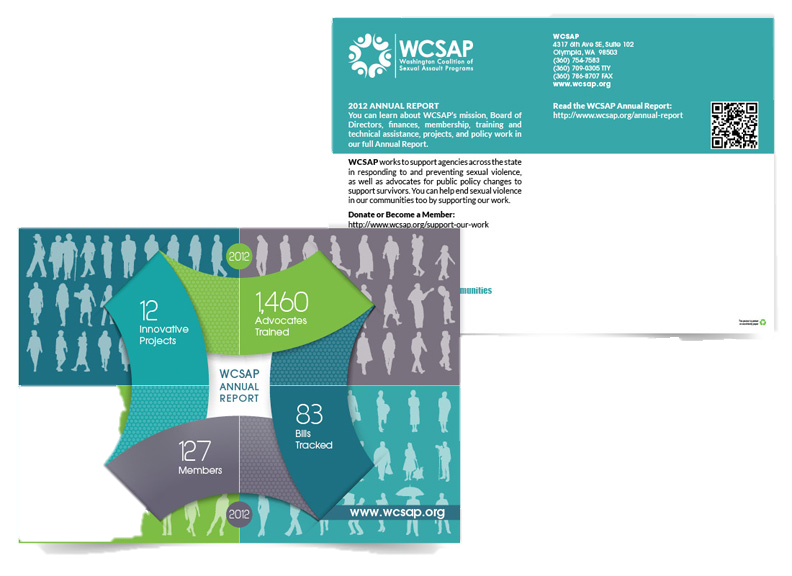 WCSAP
Washington Coalition of
Sexual Assault Programs
WCSAP
4317 6th Ave SE, Suite 102
Olympia, WA 98503
(360) 754-7583
(360) 709-0305 TTY
(360) 786-8707 FAX
www.wcsap.org
2012 ANNUAL REPORT
You can learn about WCSAP's mission, Board of
Directors, finances, membership, training and
technical assistance, projects, and policy work in
our full Annual Report.
Read the WCSAP Annual Report:
http://www.wcsap.org/annual-report
WCSAP works to support agencies across the state
in responding to and preventing sexual violence,
as well as advocates for public policy changes to
support survivors. You can help end sexual violence
in our communities too by supporting our work.
Donate or Become a Member:
http://www.wcsap.org/support-our-work
munities
2012
12
Innovative
Projects
1,460
Advocates
Trained
WCSAP
ANNUAL
REPORT
83
Bills
Tracked
127
Members
2012
www.wcsap.org